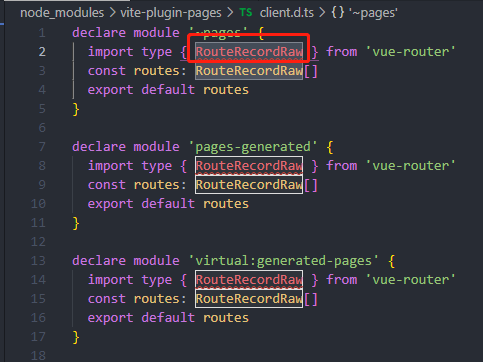 node_modules > vite-plugin-pages > TS client.d.ts > {} '~pages'
1 declare module '~pages' {
2 import type { RouteRecordRaw } from 'vue-router'
3 const routes: RouteRecordRaw[]
4 export default routes
5 }
6
7 declare module 'pages-generated' {
8 import type { RouteRecordRaw } from 'vue-router'
9 const routes: RouteRecordRaw[]
10 export default routes
11 }
12
13 declare module 'virtual:generated-pages' {
14 import type { RouteRecordRaw } from 'vue-router'
15 const routes: RouteRecordRaw[]
16 export default routes
17 }
18